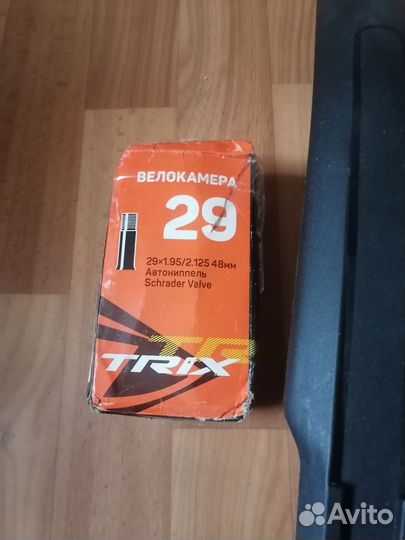 ВЕЛОКАМЕРА
29
29×1.95/2.125 48мм
Автониппель
Schrader Valve
TRIX
Avito